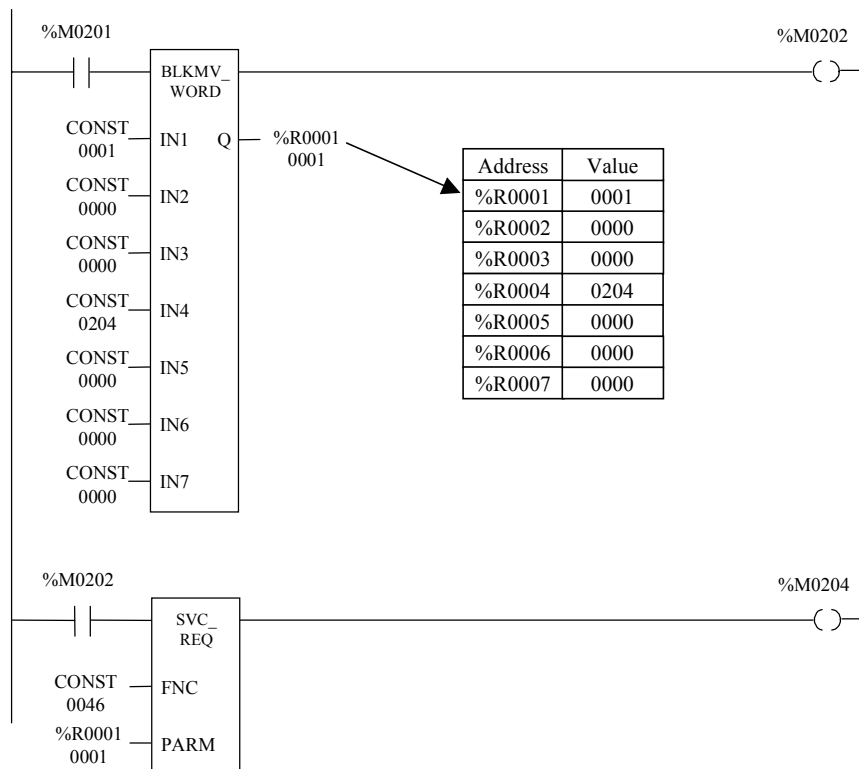 %M0201
%M0202
BLKMV_
WORD
CONST
0001
IN1 Q
%R0001
0001
CONST
0000
IN2
CONST
0000
IN3
CONST
0204
IN4
CONST
0000
IN5
CONST
0000
IN6
CONST
0000
IN7
Address Value
%R0001 0001
%R0002 0000
%R0003 0000
%R0004 0204
%R0005 0000
%R0006 0000
%R0007 0000
%M0202
%M0204
SVC_
REQ
CONST
0046
FNC
%R0001
0001
PARM